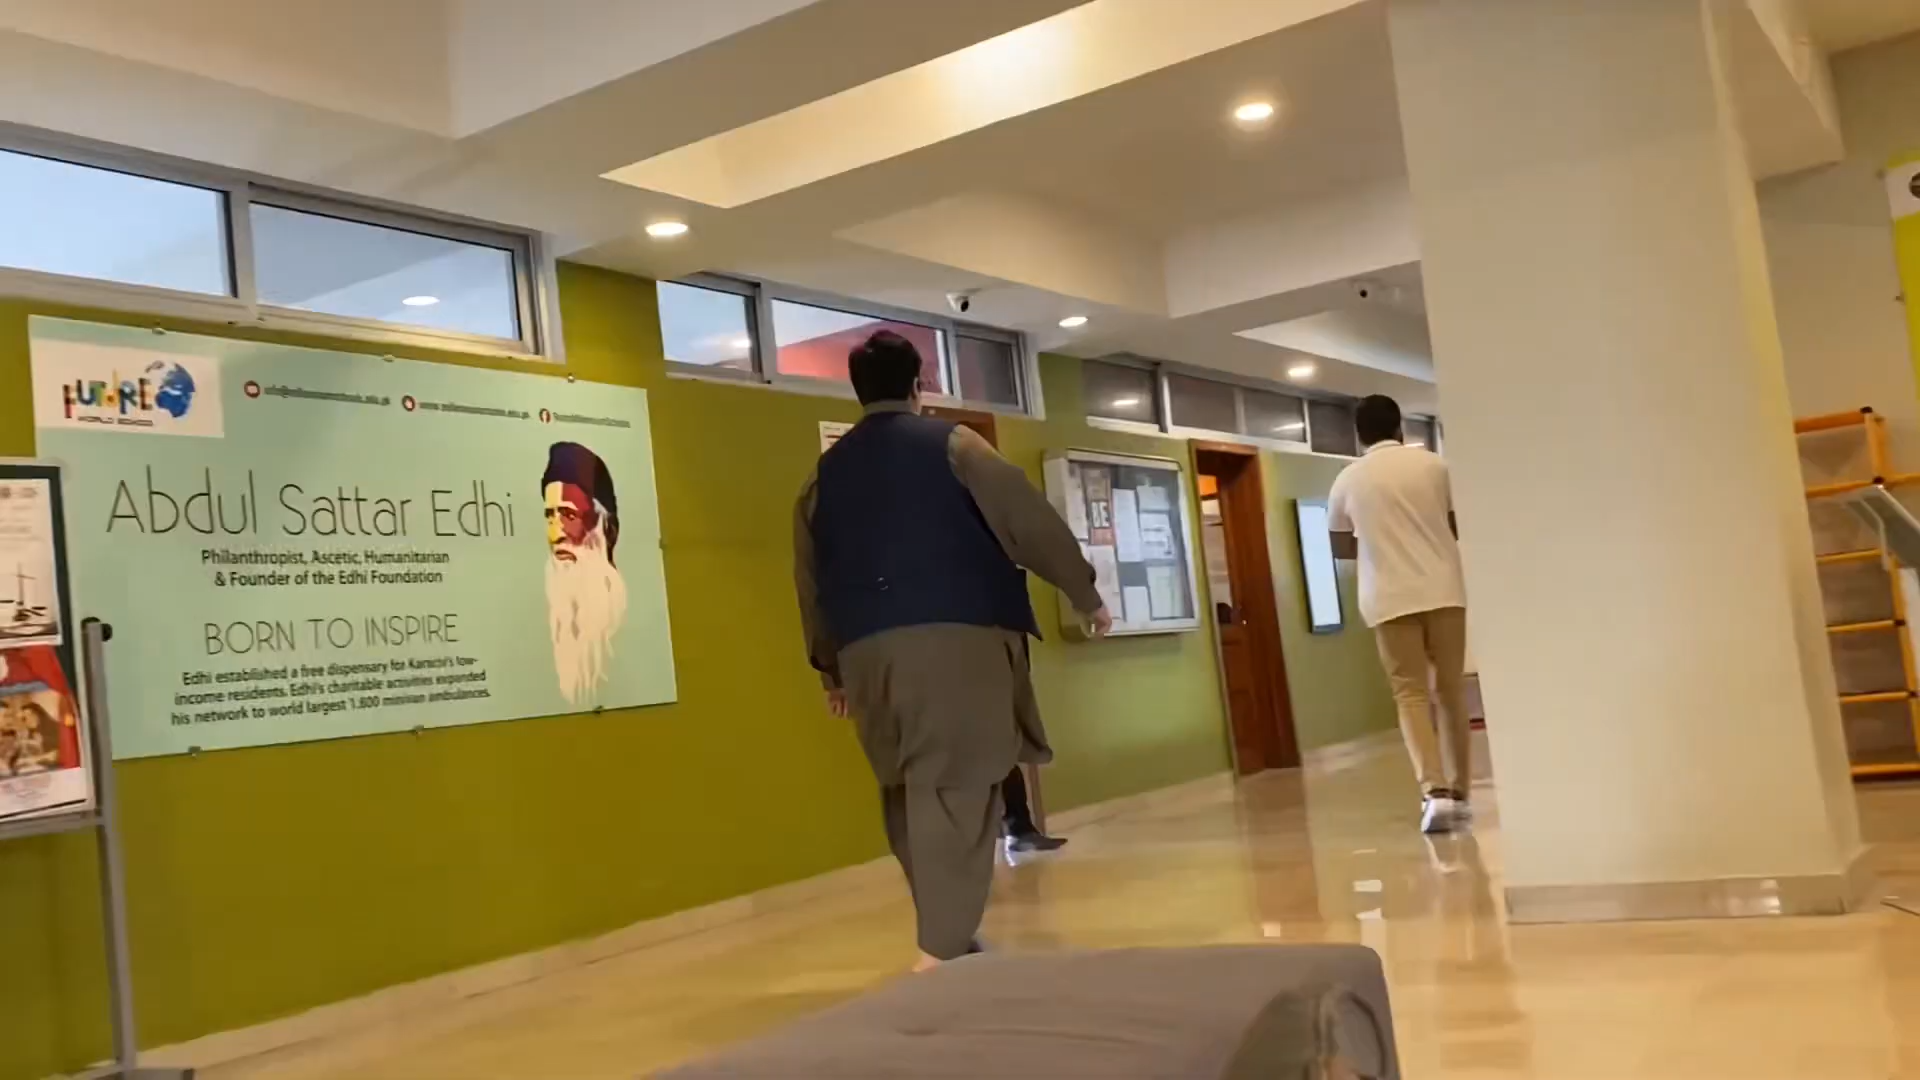 FUTURE
WORLD SCHOOL
Abdul Sattar Edhi
Philanthropist, Ascetic, Humanitarian
& Founder of the Edhi Foundation
BORN TO INSPIRE
Edhi established a free dispensary for Karachi's low-
income residents. Edhi's charitable activities expanded
his network to world largest 1,800 minivan ambulances.
BE